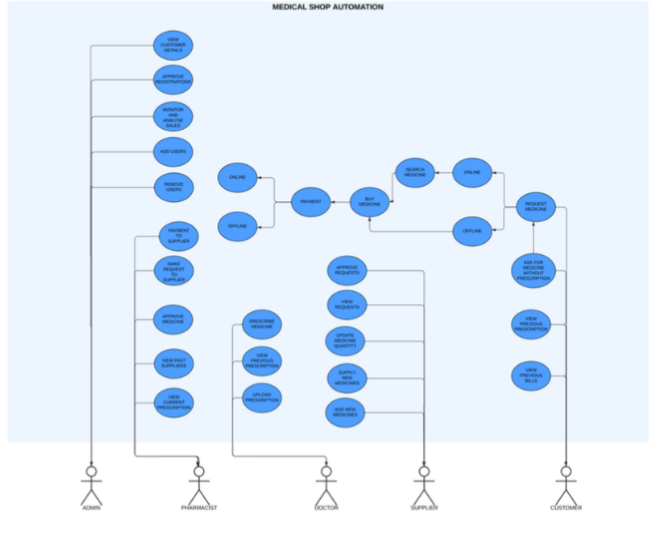 MEDICAL SHOP AUTOMATION
VIEW
CUSTOMER
DETAILS
APPROVE
REGISTRATIONS
MONITOR
AND
ANALYSE
SALES
ADD USERS
REMOVE
USERS
PAYMENT
TO
SUPPLIER
MAKE
REQUEST
TO
SUPPLIER
APPROVE
MEDICINE
VIEW PAST
SUPPLIERS
VIEW
CURRENT
PRESCRIPTION
ONLINE
OFFLINE
PAYMENT
BUY
MEDICINE
SEARCH
MEDICINE
ONLINE
OFFLINE
REQUEST
MEDICINE
ASK FOR
MEDICINE
WITHOUT
PRESCRIPTION
VIEW
PREVIOUS
PRESCRIPTION
VIEW
PREVIOUS
BILLS
PRESCRIBE
MEDICINE
VIEW
PREVIOUS
PRESCRIPTION
UPLOAD
PRESCRIPTION
APPROVE
REQUESTS
VIEW
REQUESTS
UPDATE
MEDICINE
QUANTITY
SUPPLY
NEW
MEDICINES
ADD NEW
MEDICINES
ADMIN
PHARMACIST
DOCTOR
SUPPLIER
CUSTOMER